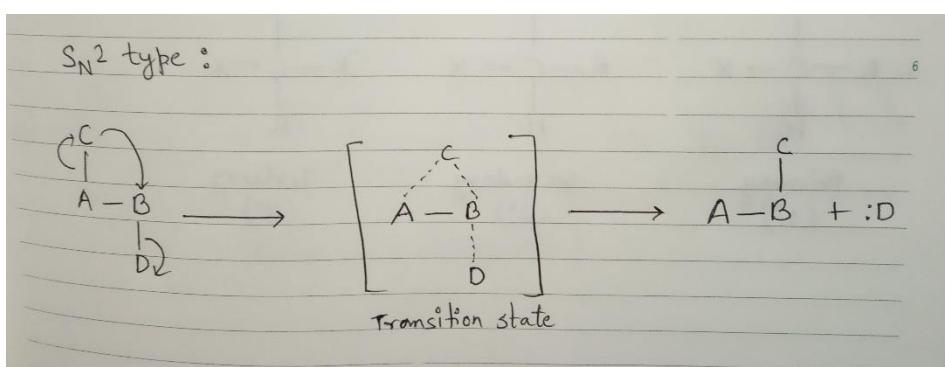 SN2 type :
6
C
A – B
D
C
A – B
D
Transition state
C
A – B + :D